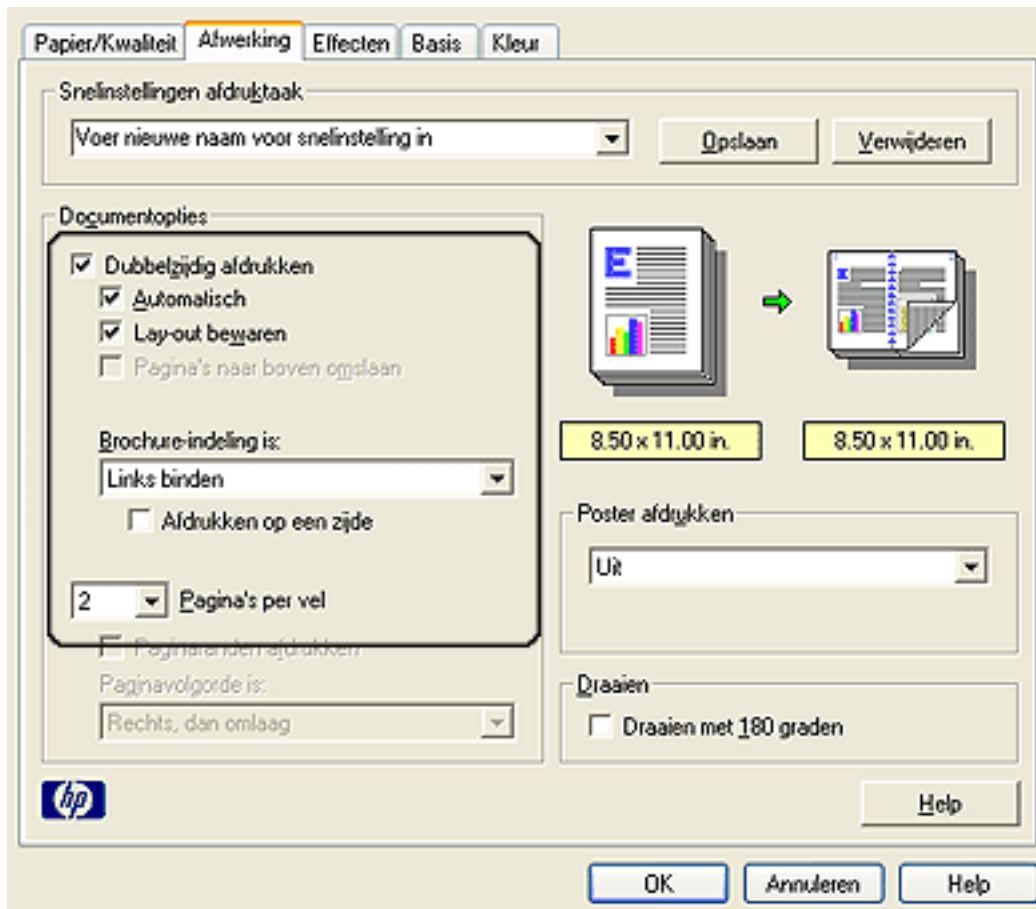 Papier/Kwaliteit Afwerking Effecten Basis Kleur
Snelinstellingen afdruktaak
Voer nieuwe naam voor snelinstelling in
Opslaan Verwijderen
Documentopties
Dubbelzijdig afdrukken
Automatisch
Lay-out bewaren
Pagina's naar boven omslaan
Brochure-indeling is:
Links binden
Afdrukken op een zijde
2 Pagina's per vel
Paginaranden afdrukken
Paginavolgorde is:
Rechts, dan omlaag
E
8.50 x 11.00 in. 8.50 x 11.00 in.
Poster afdrukken
Uit
Draaien
Draaien met 180 graden
hp
Help
OK Annuleren Help